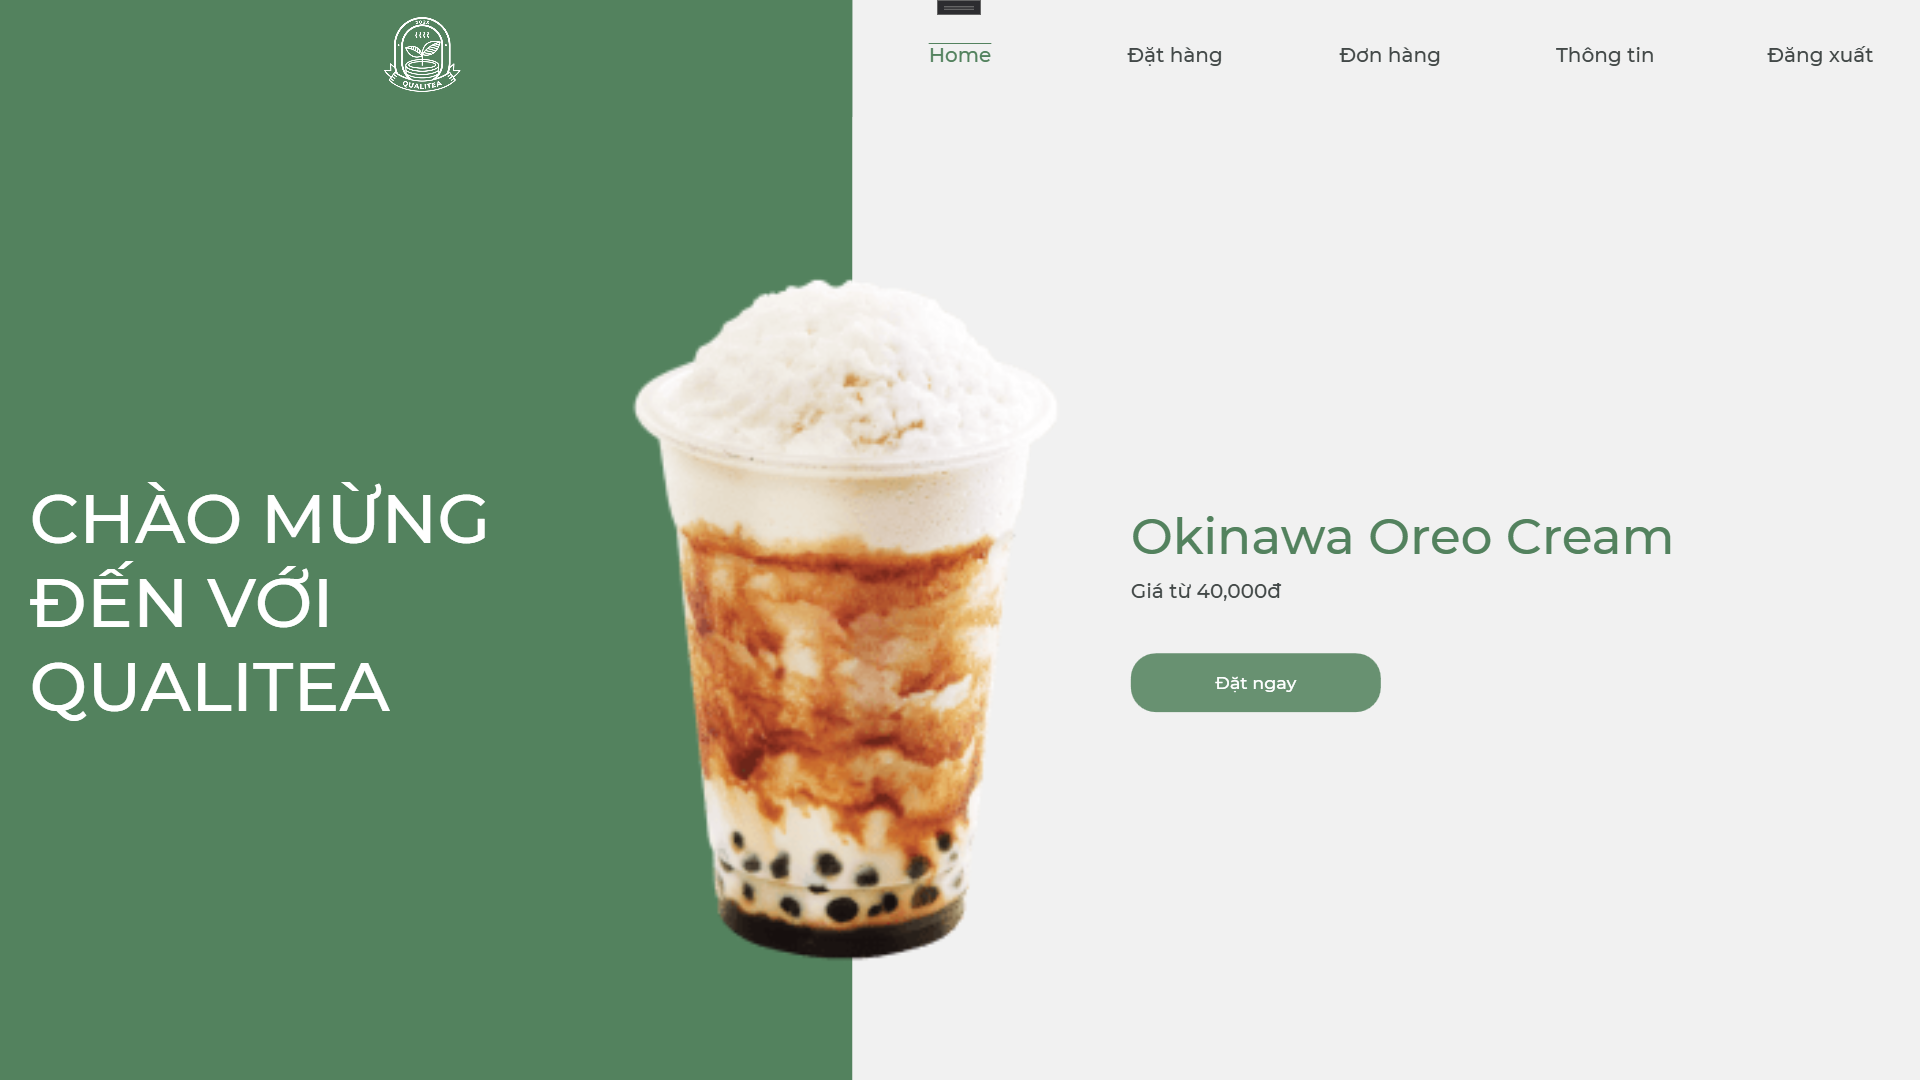 2024
QUALITEA
Home
Đặt hàng
Đơn hàng
Thông tin
Đăng xuất
CHÀO MỪNG
ĐẾN VỚI
QUALITEA
Okinawa Oreo Cream
Giá từ 40,000đ
Đặt ngay